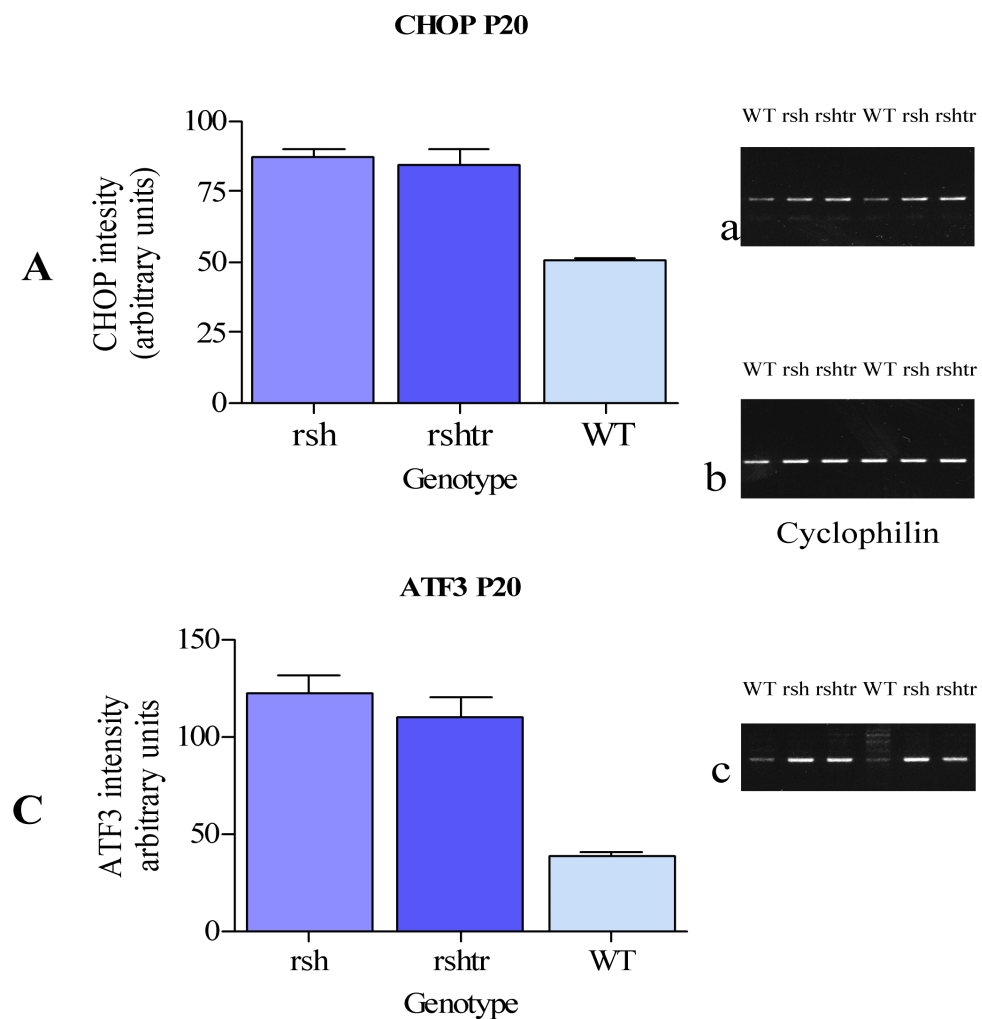 CHOP P20
A
CHOP intesity
(arbitrary units)
100
75
50
25
0
rsh rshtr WT
Genotype
WT rsh rshtr WT rsh rshtr
a
WT rsh rshtr WT rsh rshtr
b
Cyclophilin
ATF3 P20
C
ATF3 intensity
arbitrary units
150
100
50
0
rsh rshtr WT
Genotype
WT rsh rshtr WT rsh rshtr
c